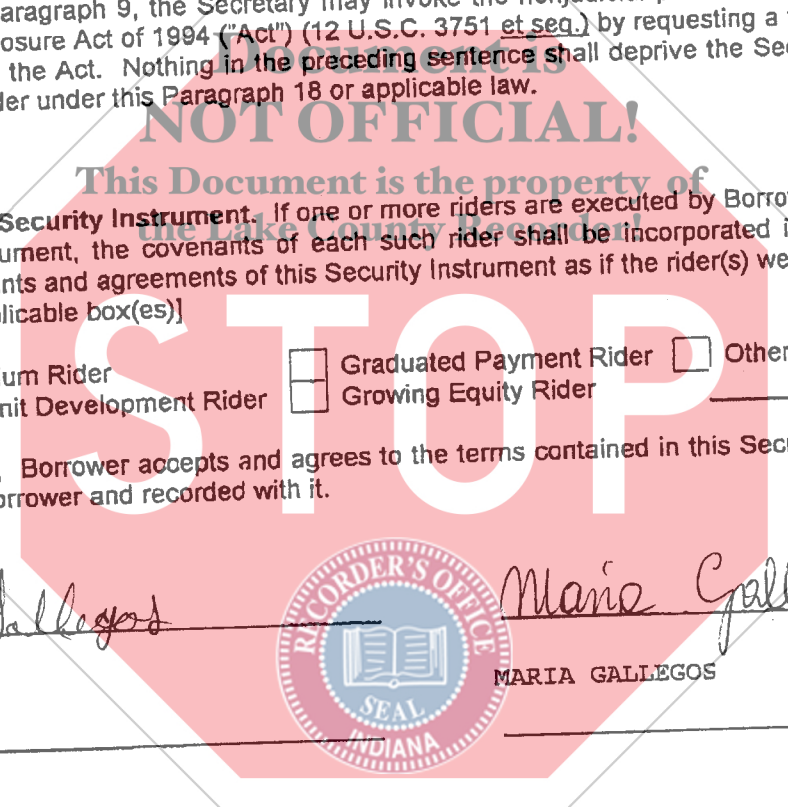 aragraph 9, the Secretary may invoke the nonjudicial
osure Act of 1994 ("Act") (12 U.S.C. 3751 et seq.) by requesting a
the Act. Nothing in the preceding sentence shall deprive the Sec
der under this Paragraph 18 or applicable law.
Document is
NOT OFFICIAL!
This Document is the property of
the Lake County Recorder!
Security Instrument. If one or more riders are executed by Borro
ument, the covenants of each such rider shall be incorporated i
nts and agreements of this Security Instrument as if the rider(s) we
licable box(es)]
um Rider Graduated Payment Rider Other
nit Development Rider Growing Equity Rider
STOP
Borrower accepts and agrees to the terms contained in this Secu
orrower and recorded with it.
allegos
Maria Gall
MARIA GALLEGOS
RECORDER'S OFFICE
SEAL
INDIANA